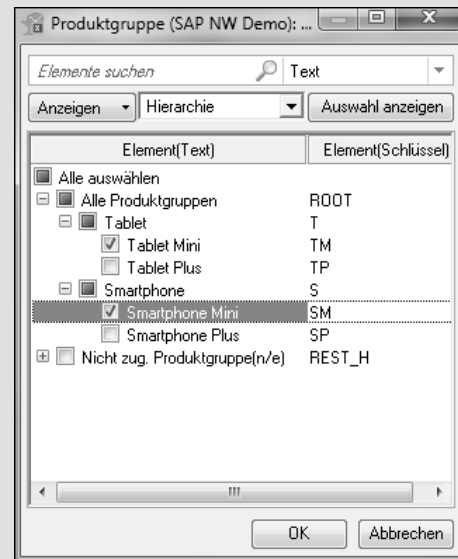 Produktgruppe (SAP NW Demo): ...
Elemente suchen Text
Anzeigen Hierarchie Auswahl anzeigen
Element(Text) Element(Schlüssel)
Alle auswählen
Alle Produktgruppen ROOT
Tablet T
Tablet Mini TM
Tablet Plus TP
Smartphone S
Smartphone Mini SM
Smartphone Plus SP
Nicht zug. Produktgruppe(n/e) REST_H
OK Abbrechen